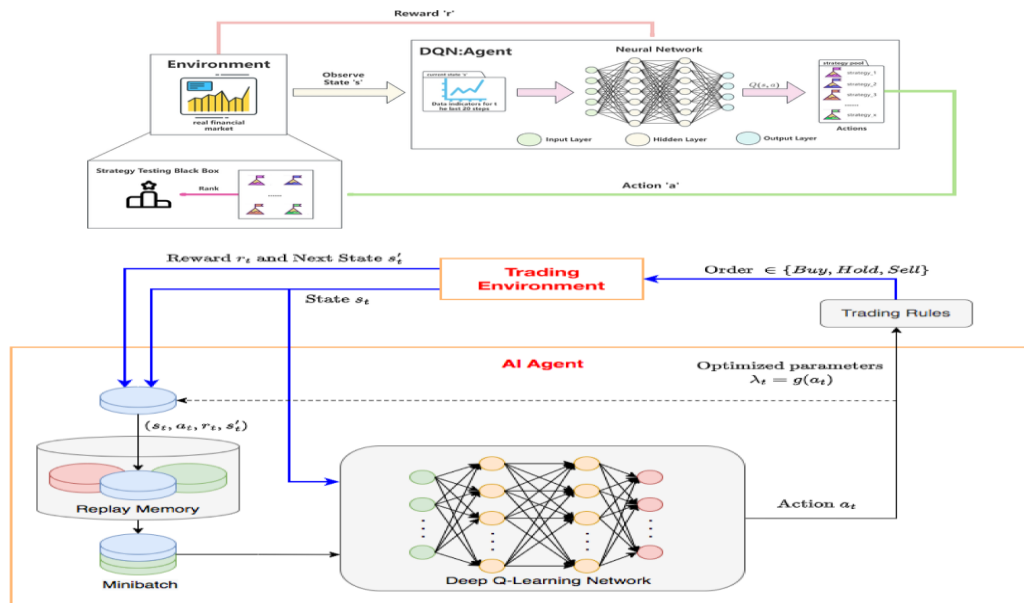 Reward 'r'
Environment
real financial
market
Observe
State 's'
DQN:Agent
Neural Network
current state 's'
Data indicators for t
he last 20 steps
Q(s,a)
strategy pool
strategy_1
strategy_2
strategy_3
......
strategy_x
Actions
Input Layer
Hidden Layer
Output Layer
Strategy Testing Black Box
Rank
......
Action 'a'
Reward r_t and Next State s'_t
State s_t
Trading
Environment
Order ∈ {Buy, Hold, Sell}
Trading Rules
AI Agent
Optimized parameters
λ_t = g(a_t)
(s_t, a_t, r_t, s'_t)
Replay Memory
Minibatch
Action a_t
Deep Q-Learning Network